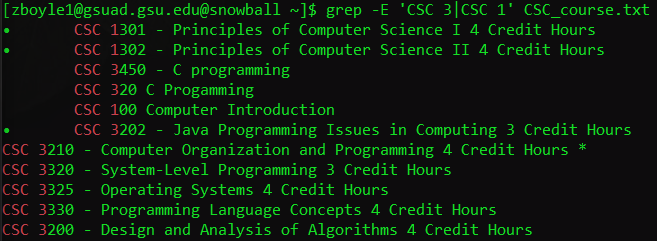 [zboyle1@gsuad.gsu.edu@snowball ~]$ grep -E 'CSC 3|CSC 1' CSC_course.txt
• CSC 1301 - Principles of Computer Science I 4 Credit Hours
• CSC 1302 - Principles of Computer Science II 4 Credit Hours
CSC 3450 - C programming
CSC 320 C Progamming
CSC 100 Computer Introduction
• CSC 3202 - Java Programming Issues in Computing 3 Credit Hours
CSC 3210 - Computer Organization and Programming 4 Credit Hours *
CSC 3320 - System-Level Programming 3 Credit Hours
CSC 3325 - Operating Systems 4 Credit Hours
CSC 3330 - Programming Language Concepts 4 Credit Hours
CSC 3200 - Design and Analysis of Algorithms 4 Credit Hours